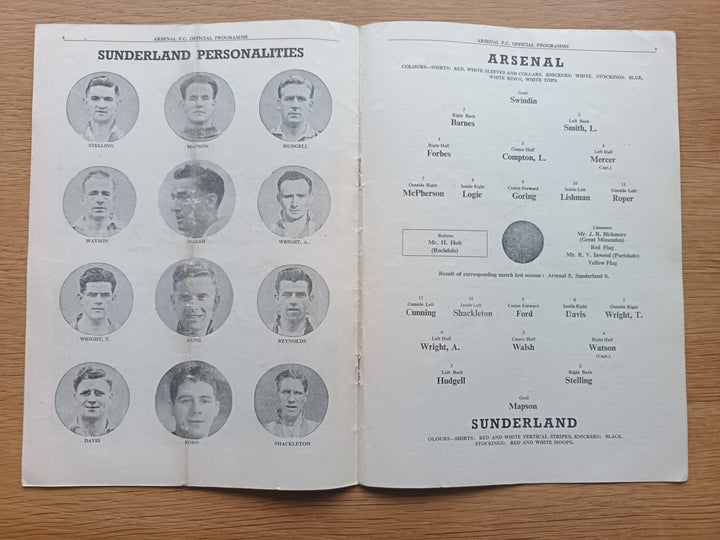 4
ARSENAL F.C. OFFICIAL PROGRAMME
SUNDERLAND PERSONALITIES
STELLING
MAPSON
HUDGELL
WATSON
WALSH
WRIGHT, A.
WRIGHT, T.
DUNS
REYNOLDS
DAVIS
FORD
SHACKLETON
ARSENAL F.C. OFFICIAL PROGRAMME
ARSENAL
COLOURS—SHIRTS: RED, WHITE SLEEVES AND COLLARS. KNICKERS: WHITE, STOCKINGS: BLUE,
WHITE RINGS, WHITE TOPS.
Goal
Swindin
2
Right Back
Barnes
3
Left Back
Smith, L.
4
Right Half
Forbes
5
Centre Half
Compton, L.
6
Left Half
Mercer
(Capt.)
7
Outside Right
McPherson
8
Inside Right
Logie
9
Centre Forward
Goring
10
Inside Left
Lishman
11
Outside Left
Roper
Referee
Mr. H. Holt
(Rochdale)
Linesmen
Mr. J. R. Bickmore
(Great Missenden)
Red Flag
Mr. R. V. Inwood (Portslade)
Yellow Flag
Result of corresponding match last season: Arsenal 5, Sunderland 0.
11
Outside Left
Cunning
10
Inside Left
Shackleton
9
Centre Forward
Ford
8
Inside Right
Davis
7
Outside Right
Wright, T.
6
Left Half
Wright, A.
5
Centre Half
Walsh
4
Right Half
Watson
(Capt.)
3
Left Back
Hudgell
2
Right Back
Stelling
Goal
Mapson
SUNDERLAND
OLOURS—SHIRTS: RED AND WHITE VERTICAL STRIPES, KNICKERS: BLACK,
STOCKINGS: RED AND WHITE HOOPS.